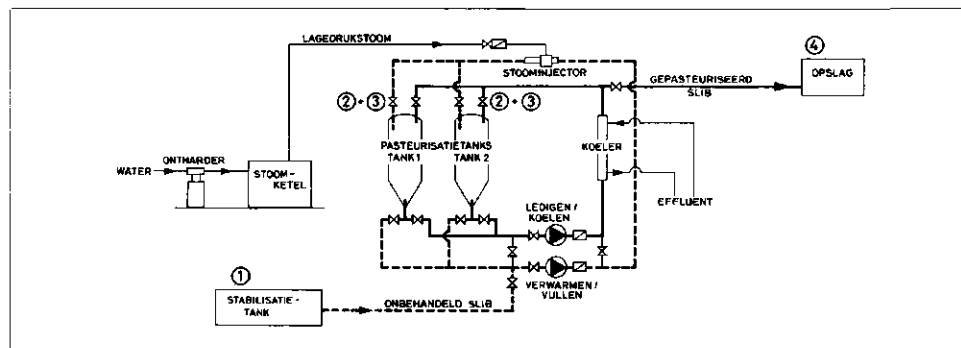 LAGEDRUKSTOOM
④
OPSLAG
STOOMINJECTOR
GEPASTEURISEERD
SLIB
② + ③
② + ③
PASTEURISATIETANKS
TANK 1
TANK 2
KOELER
WATER
ONTHARDER
STOOM-
KETEL
EFFLUENT
LEDIGEN /
KOELEN
①
STABILISATIE-
TANK
ONBEHANDELD SLIB
VERWARMEN /
VULLEN